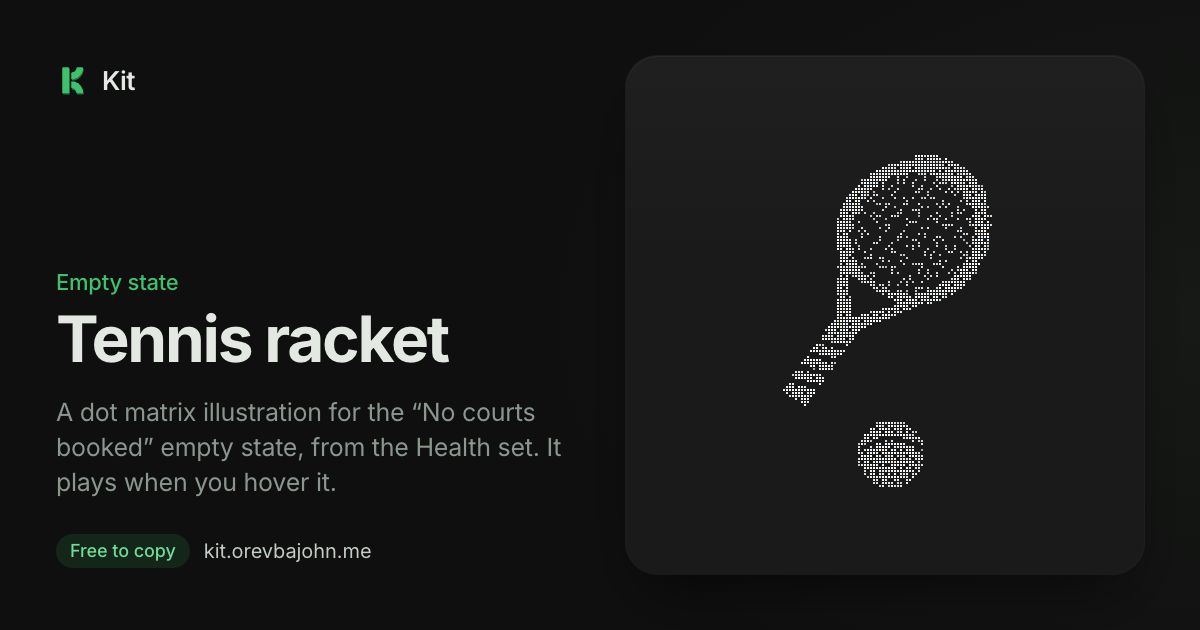 Kit
Empty state
Tennis racket
A dot matrix illustration for the “No courts
booked” empty state, from the Health set. It
plays when you hover it.
Free to copy
kit.orevbajohn.me